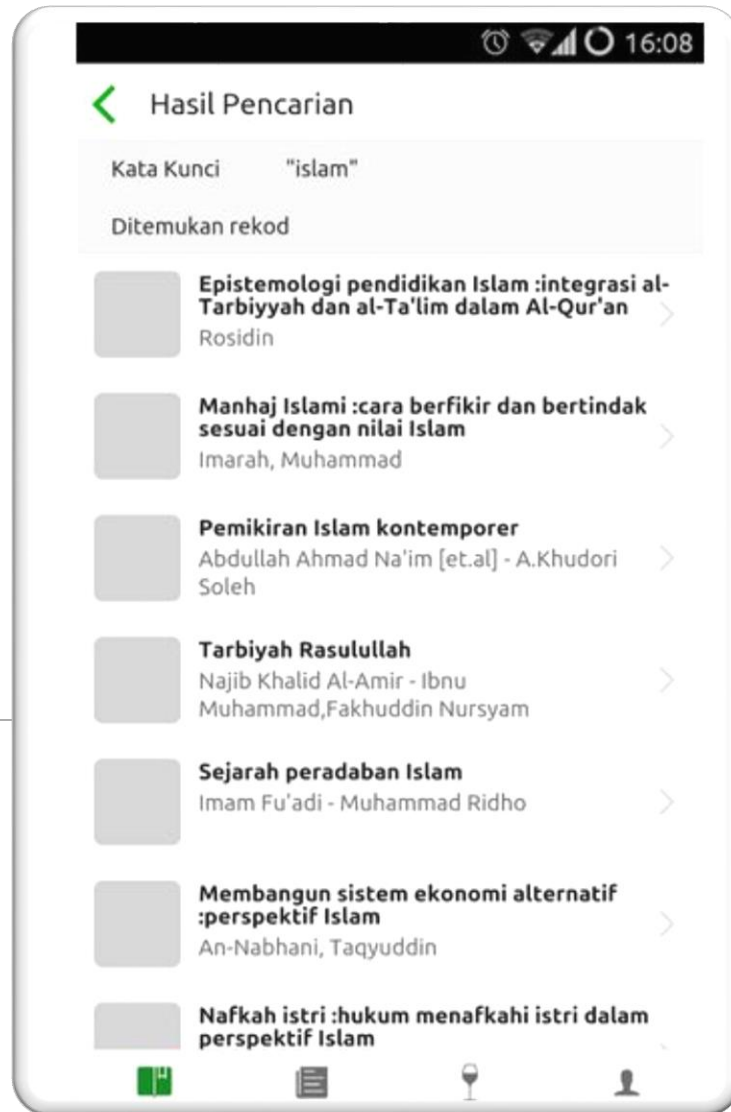 16:08
Hasil Pencarian
Kata Kunci "islam"
Ditemukan rekod
Epistemologi pendidikan Islam :integrasi al-
Tarbiyyah dan al-Ta'lim dalam Al-Qur'an
Rosidin
Manhaj Islami :cara berfikir dan bertindak
sesuai dengan nilai Islam
Imarah, Muhammad
Pemikiran Islam kontemporer
Abdullah Ahmad Na'im [et.al] - A.Khudori
Soleh
Tarbiyah Rasulullah
Najib Khalid Al-Amir - Ibnu
Muhammad,Fakhuddin Nursyam
Sejarah peradaban Islam
Imam Fu'adi - Muhammad Ridho
Membangun sistem ekonomi alternatif
:perspektif Islam
An-Nabhani, Taqyuddin
Nafkah istri :hukum menafkahi istri dalam
perspektif Islam